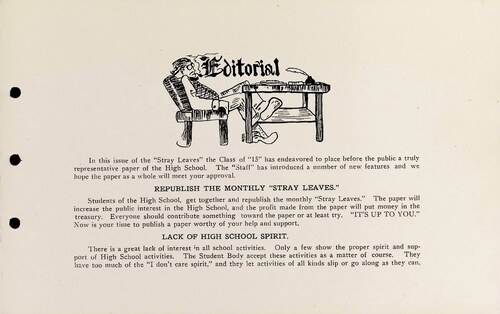 Editorial
In this issue of the "Stray Leaves" the Class of "15" has endeavored to place before the public a truly
representative paper of the High School. The "Staff" has introduced a number of new features and we
hope the paper as a whole will meet your approval.
REPUBLISH THE MONTHLY "STRAY LEAVES."
Students of the High School, get together and republish the monthly "Stray Leaves." The paper will
increase the public interest in the High School, and the profit made from the paper will put money in the
treasury. Everyone should contribute something toward the paper or at least try. "IT'S UP TO YOU."
Now is your time to publish a paper worthy of your help and support.
LACK OF HIGH SCHOOL SPIRIT.
There is a great lack of interest in all school activities. Only a few show the proper spirit and sup-
port of High School activities. The Student Body accept these activities as a matter of course. They
have too much of the "I don't care spirit," and they let activities of all kinds slip or go along as they can.